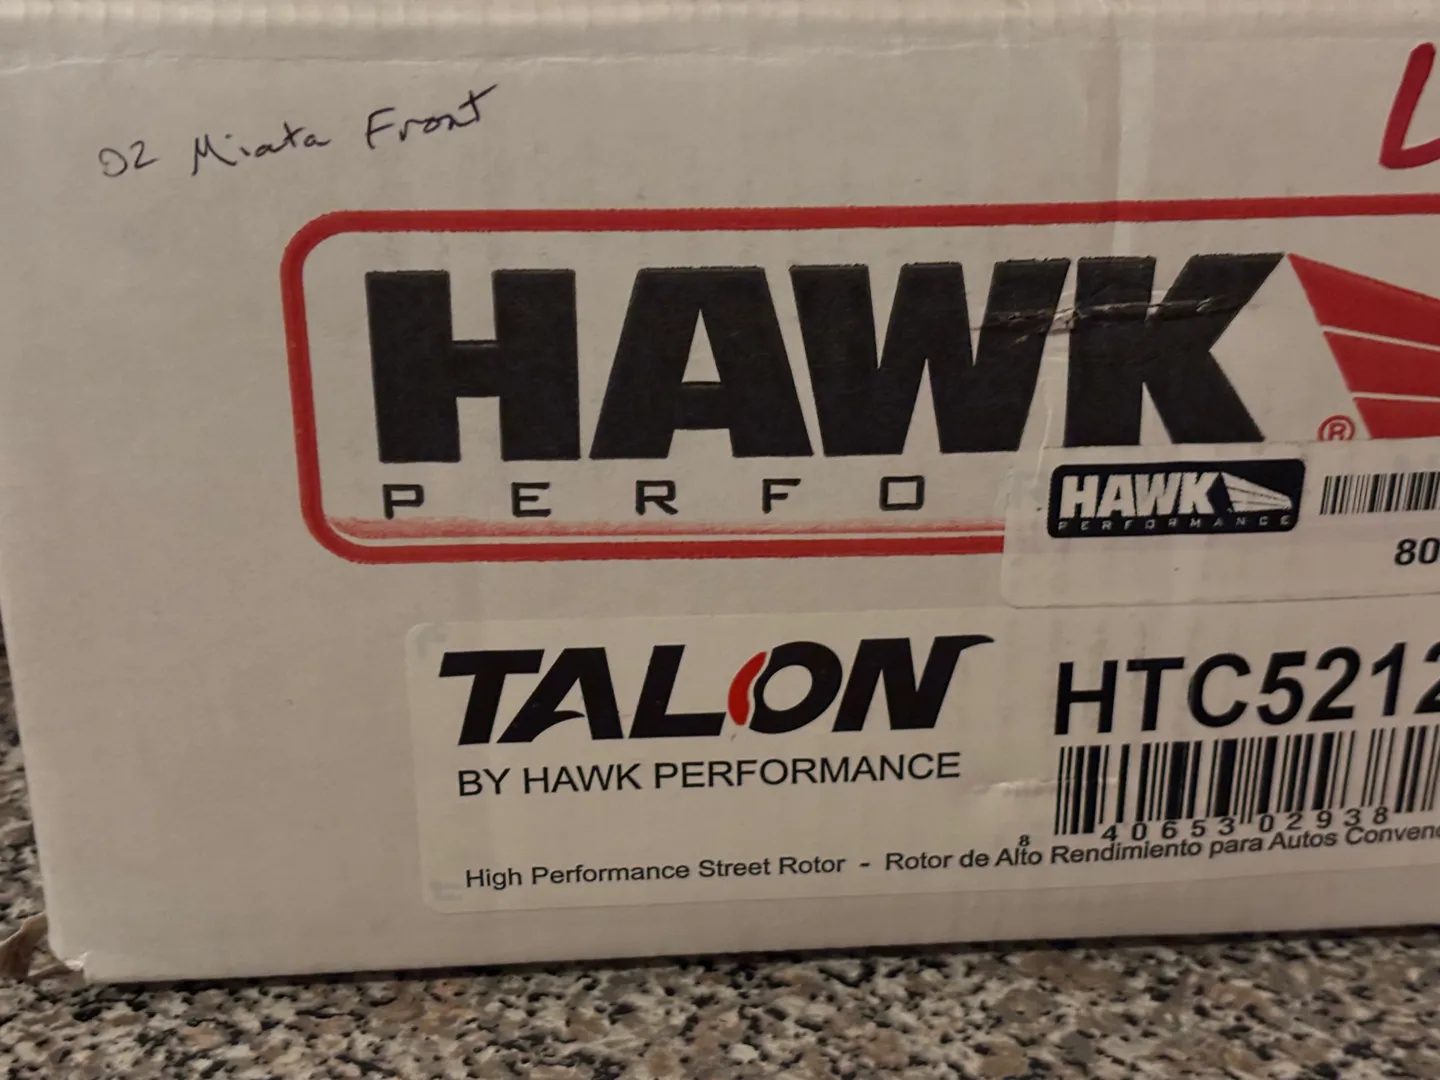 02 Miata Front
L
HAWK
PERFO
®
HAWK
PERFORMANCE
80
TALON
BY HAWK PERFORMANCE
HTC5212
8 40653 02938
High Performance Street Rotor - Rotor de Alto Rendimiento para Autos Convenc